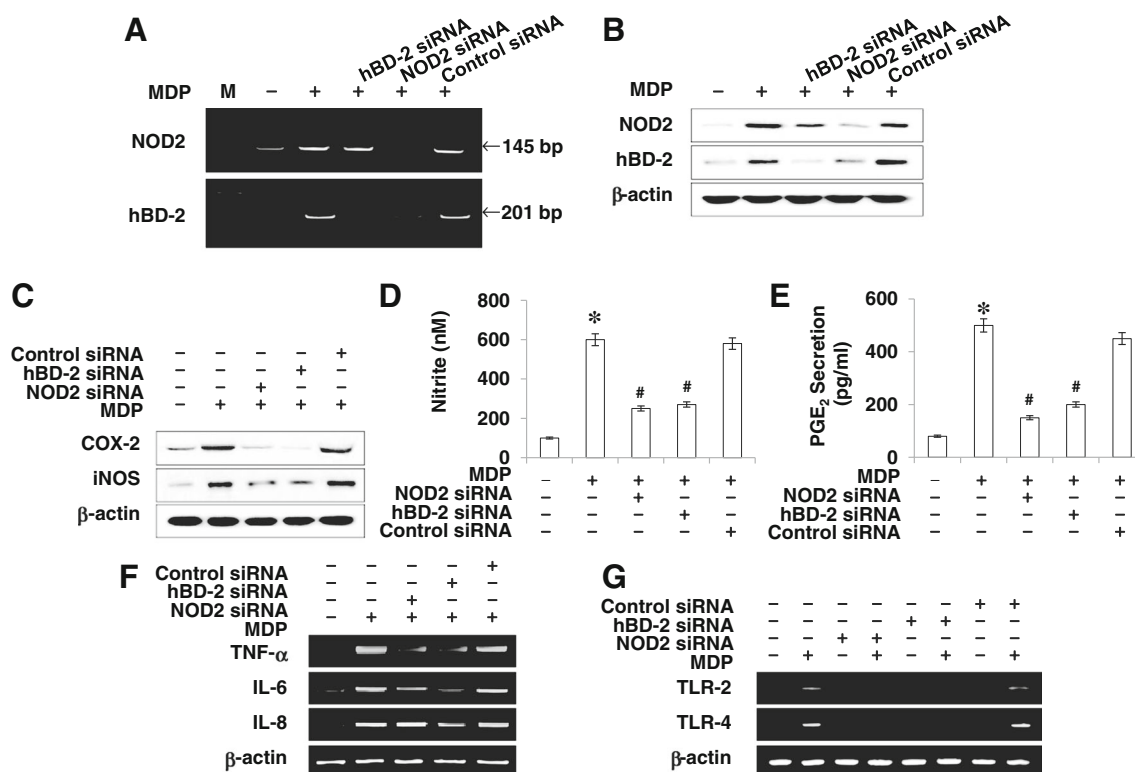 A
hBD-2 siRNA
NOD2 siRNA
Control siRNA
MDP M – + + + +
NOD2
←145 bp
hBD-2
←201 bp
B
hBD-2 siRNA
NOD2 siRNA
Control siRNA
MDP – + + + +
NOD2
hBD-2
β-actin
C
Control siRNA – – – – +
hBD-2 siRNA – – – + –
NOD2 siRNA – – + – –
MDP – + + + +
COX-2
iNOS
β-actin
D
Nitrite (nM)
800
600
400
200
0
*
#
#
MDP – + + + +
NOD2 siRNA – – + – –
hBD-2 siRNA – – – + –
Control siRNA – – – – +
E
PGE2 Secretion
(pg/ml)
600
400
200
0
*
#
#
MDP – + + + +
NOD2 siRNA – – + – –
hBD-2 siRNA – – – + –
Control siRNA – – – – +
F
Control siRNA – – – – +
hBD-2 siRNA – – – + –
NOD2 siRNA – – + – –
MDP – + + + +
TNF-α
IL-6
IL-8
β-actin
G
Control siRNA – – – – – – + +
hBD-2 siRNA – – – – + + – –
NOD2 siRNA – – + + – – – –
MDP – + – + – + – +
TLR-2
TLR-4
β-actin